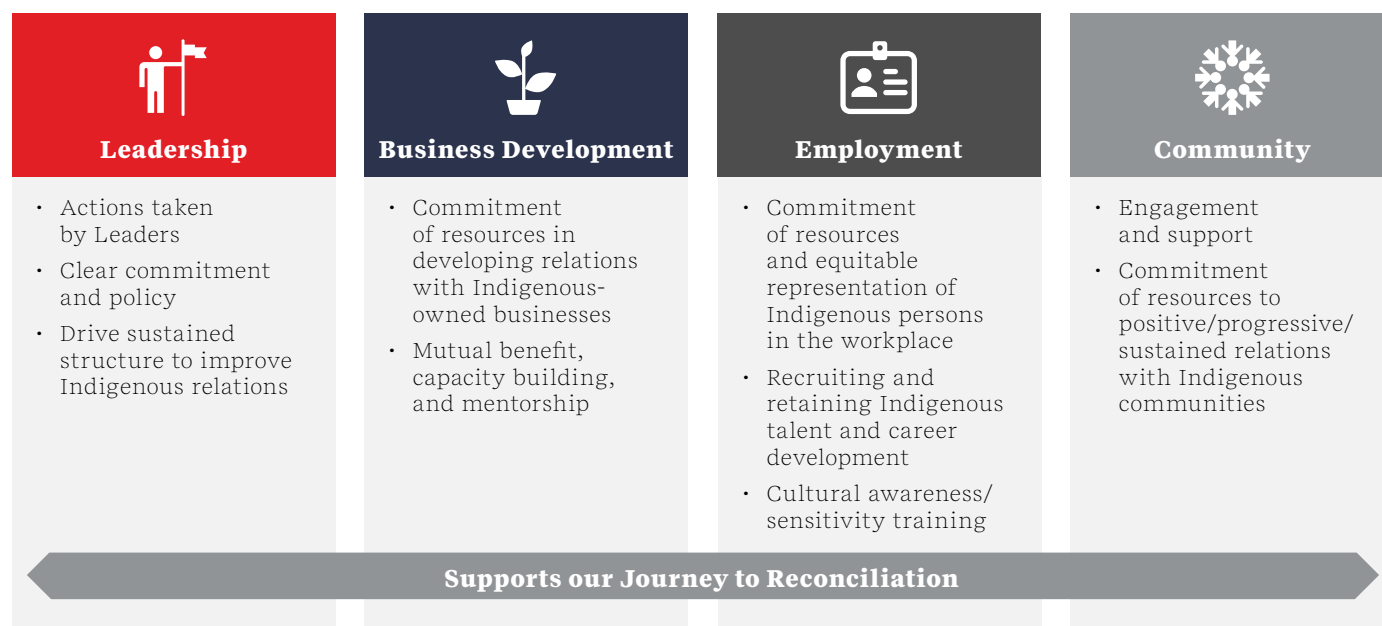 Leadership
• Actions taken
by Leaders
• Clear commitment
and policy
• Drive sustained
structure to improve
Indigenous relations
Business Development
• Commitment
of resources in
developing relations
with Indigenous-
owned businesses
• Mutual benefit,
capacity building,
and mentorship
Employment
• Commitment
of resources
and equitable
representation of
Indigenous persons
in the workplace
• Recruiting and
retaining Indigenous
talent and career
development
• Cultural awareness/
sensitivity training
Community
• Engagement
and support
• Commitment
of resources to
positive/progressive/
sustained relations
with Indigenous
communities
Supports our Journey to Reconciliation